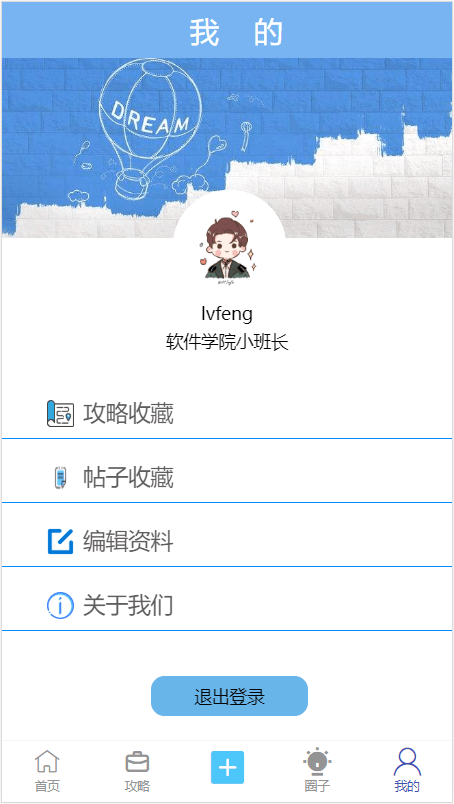 我 的
DREAM
lvfeng
软件学院小班长
攻略收藏
帖子收藏
编辑资料
关于我们
退出登录
首页
攻略
圈子
我的